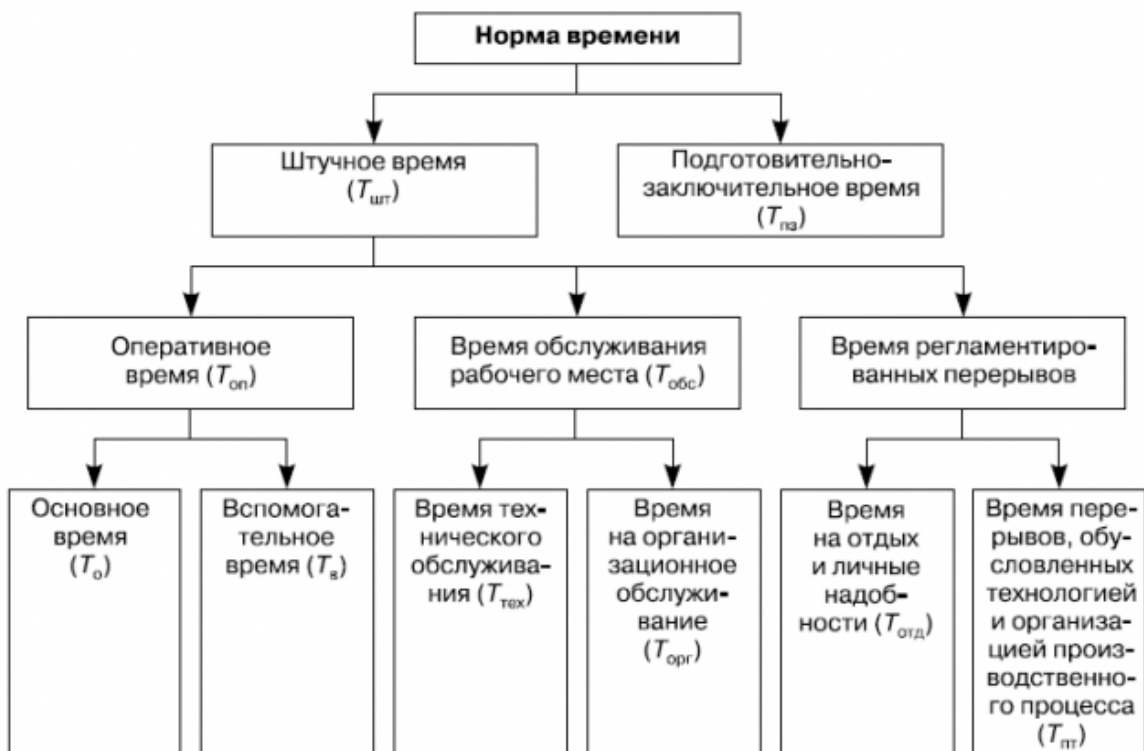 Норма времени
Штучное время
(Tшт)
Подготовительно-
заключительное время
(Tпз)
Оперативное
время (Tоп)
Время обслуживания
рабочего места (Tобс)
Время регламентиро-
ванных перерывов
Основное
время
(Tо)
Вспомога-
тельное
время (Tв)
Время тех-
нического
обслужива-
ния (Tтех)
Время
на органи-
зационное
обслужи-
вание
(Tорг)
Время
на отдых
и личные
надоб-
ности (Tотд)
Время пере-
рывов, обу-
словленных
технологией
и организа-
цией произ-
водственно-
го процесса
(Tпт)